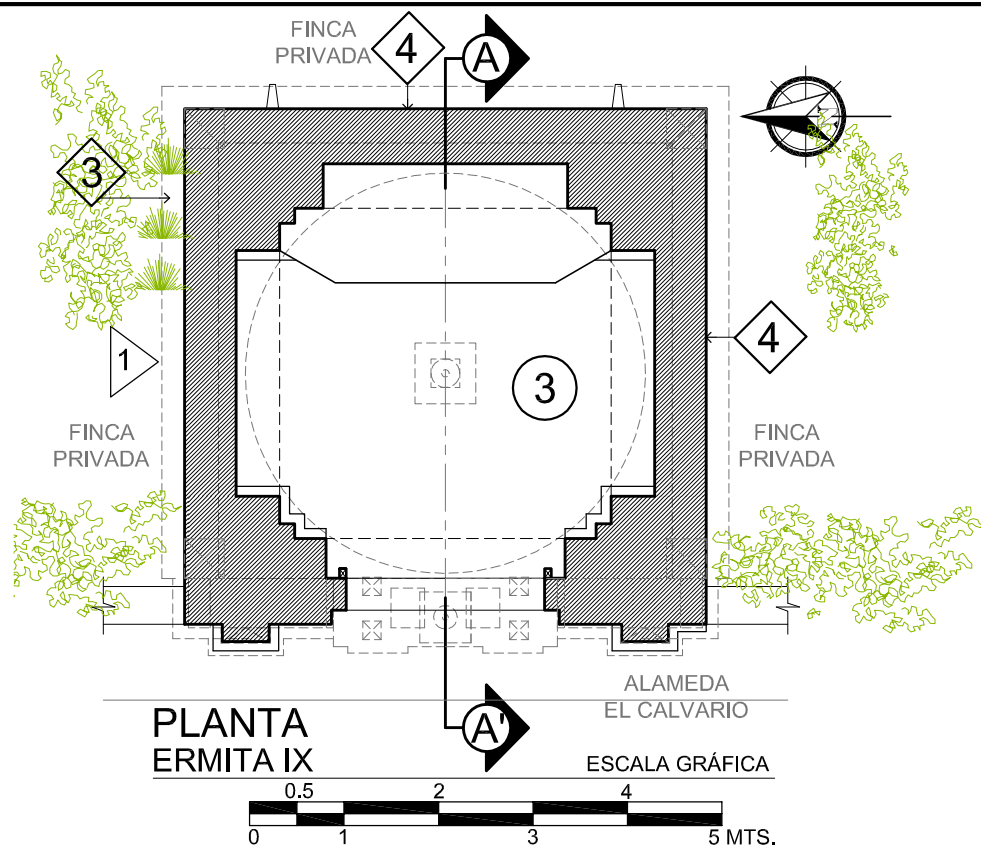 FINCA
PRIVADA
4
A
3
4
1
3
FINCA
PRIVADA
FINCA
PRIVADA
ALAMEDA
EL CALVARIO
A'
PLANTA
ERMITA IX
ESCALA GRÁFICA
0.5 2 4
0 1 3 5 MTS.